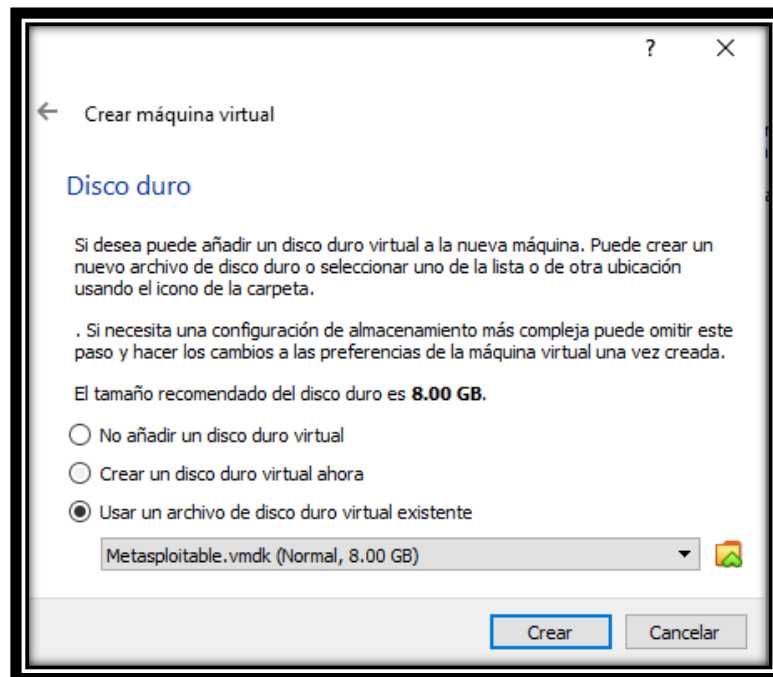 ?
Crear máquina virtual
Disco duro
Si desea puede añadir un disco duro virtual a la nueva máquina. Puede crear un
nuevo archivo de disco duro o seleccionar uno de la lista o de otra ubicación
usando el icono de la carpeta.
. Si necesita una configuración de almacenamiento más compleja puede omitir este
paso y hacer los cambios a las preferencias de la máquina virtual una vez creada.
El tamaño recomendado del disco duro es 8.00 GB.
No añadir un disco duro virtual
Crear un disco duro virtual ahora
Usar un archivo de disco duro virtual existente
Metasploitable.vmdk (Normal, 8.00 GB)
Crear Cancelar